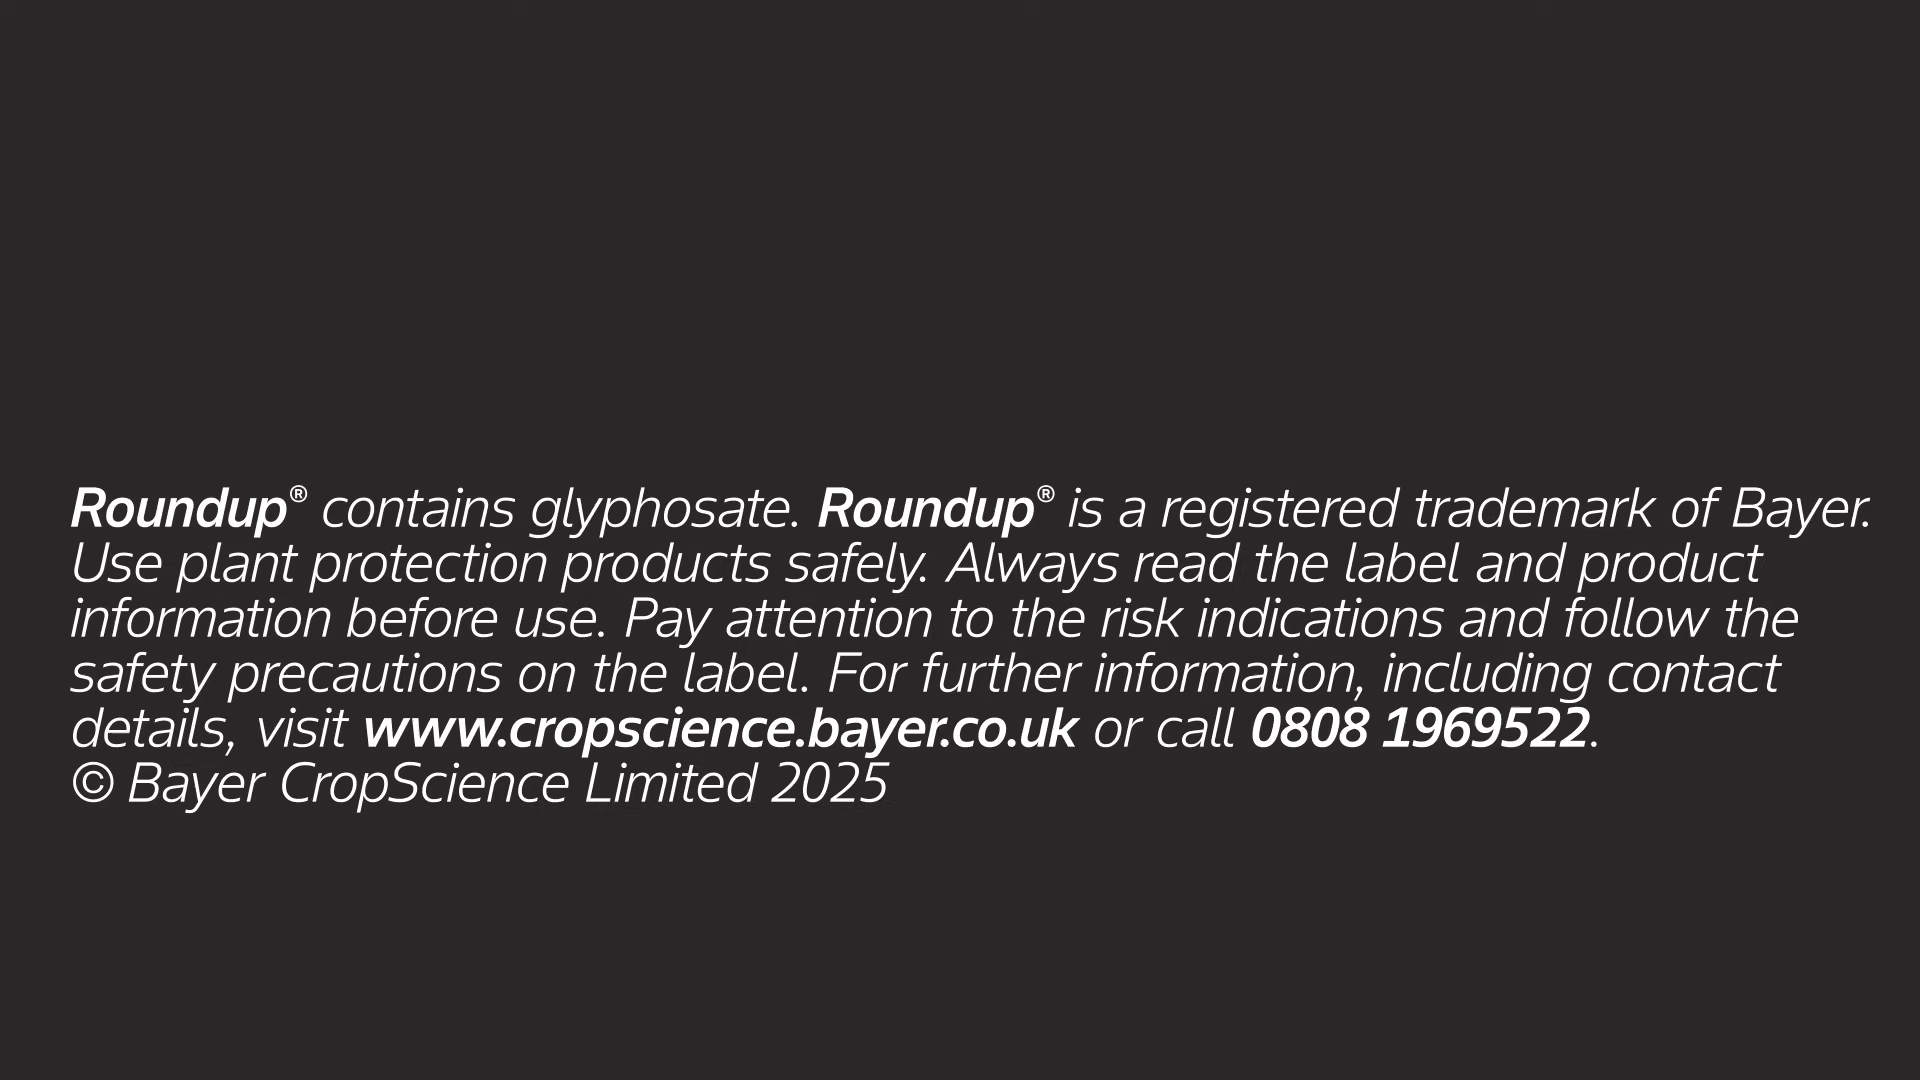 Roundup® contains glyphosate. Roundup® is a registered trademark of Bayer.
Use plant protection products safely. Always read the label and product
information before use. Pay attention to the risk indications and follow the
safety precautions on the label. For further information, including contact
details, visit www.cropscience.bayer.co.uk or call 0808 1969522.
© Bayer CropScience Limited 2025